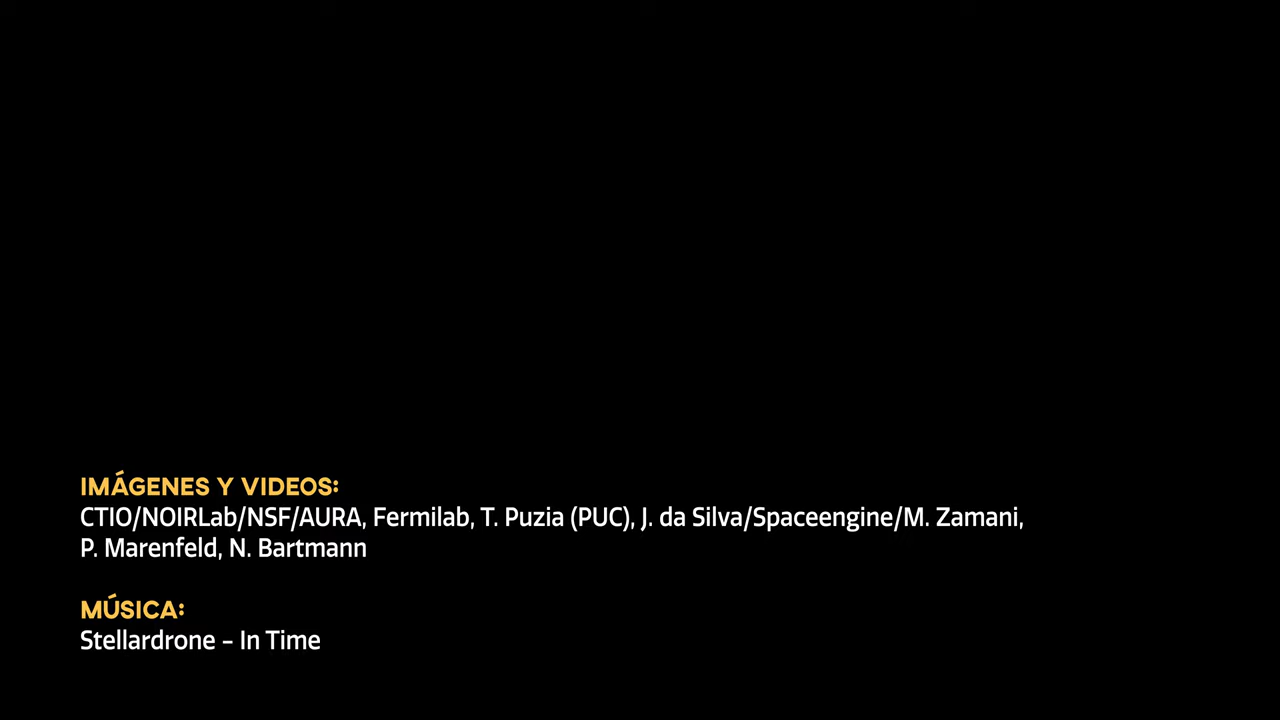 IMÁGENES Y VIDEOS:
CTIO/NOIRLab/NSF/AURA, Fermilab, T. Puzia (PUC), J. da Silva/Spaceengine/M. Zamani,
P. Marenfeld, N. Bartmann
MÚSICA:
Stellardrone – In Time